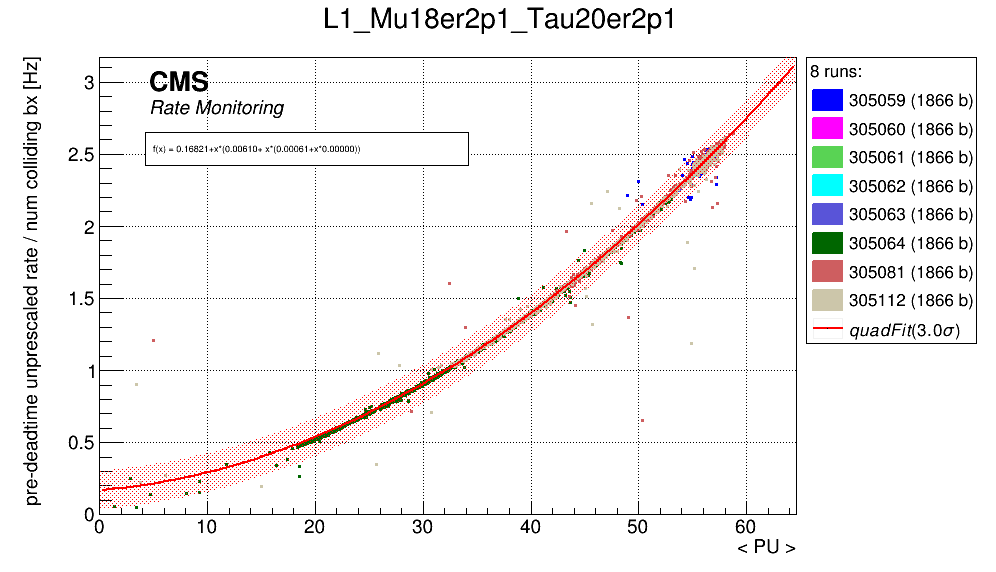 L1_Mu18er2p1_Tau20er2p1
pre-deadtime unprescaled rate / num colliding bx [Hz]
CMS
Rate Monitoring
f(x) = 0.16821+x*(0.00610+ x*(0.00061+x*0.00000))
3
2.5
2
1.5
1
0.5
0
0 10 20 30 40 50 60
< PU >
8 runs:
305059 (1866 b)
305060 (1866 b)
305061 (1866 b)
305062 (1866 b)
305063 (1866 b)
305064 (1866 b)
305081 (1866 b)
305112 (1866 b)
quadFit(3.0σ)